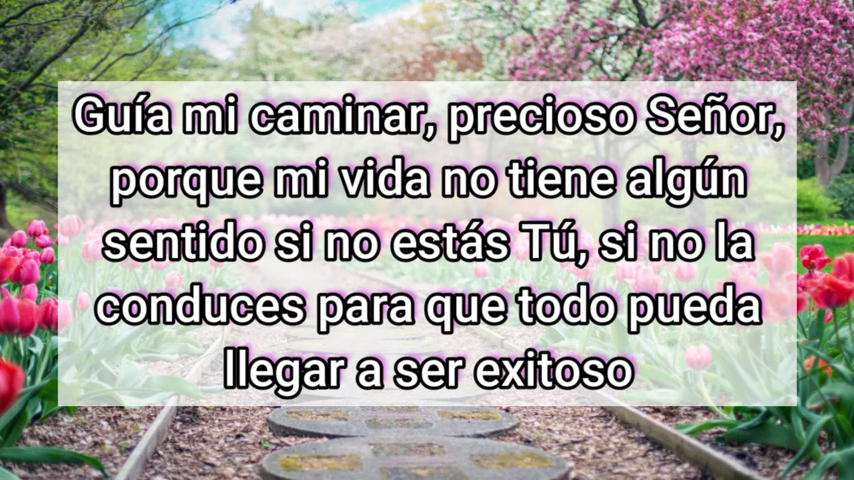 Guía mi caminar, precioso Señor,
porque mi vida no tiene algún
sentido si no estás Tú, si no la
conduces para que todo pueda
llegar a ser exitoso